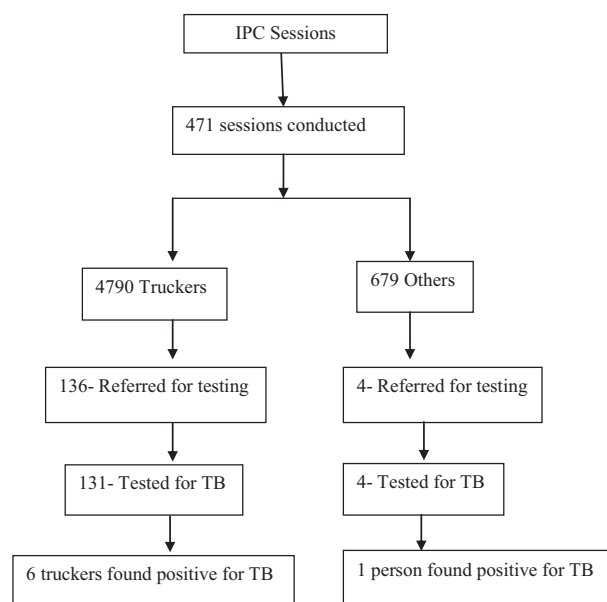 IPC Sessions
471 sessions conducted
4790 Truckers
679 Others
136- Referred for testing
4- Referred for testing
131- Tested for TB
4- Tested for TB
6 truckers found positive for TB
1 person found positive for TB